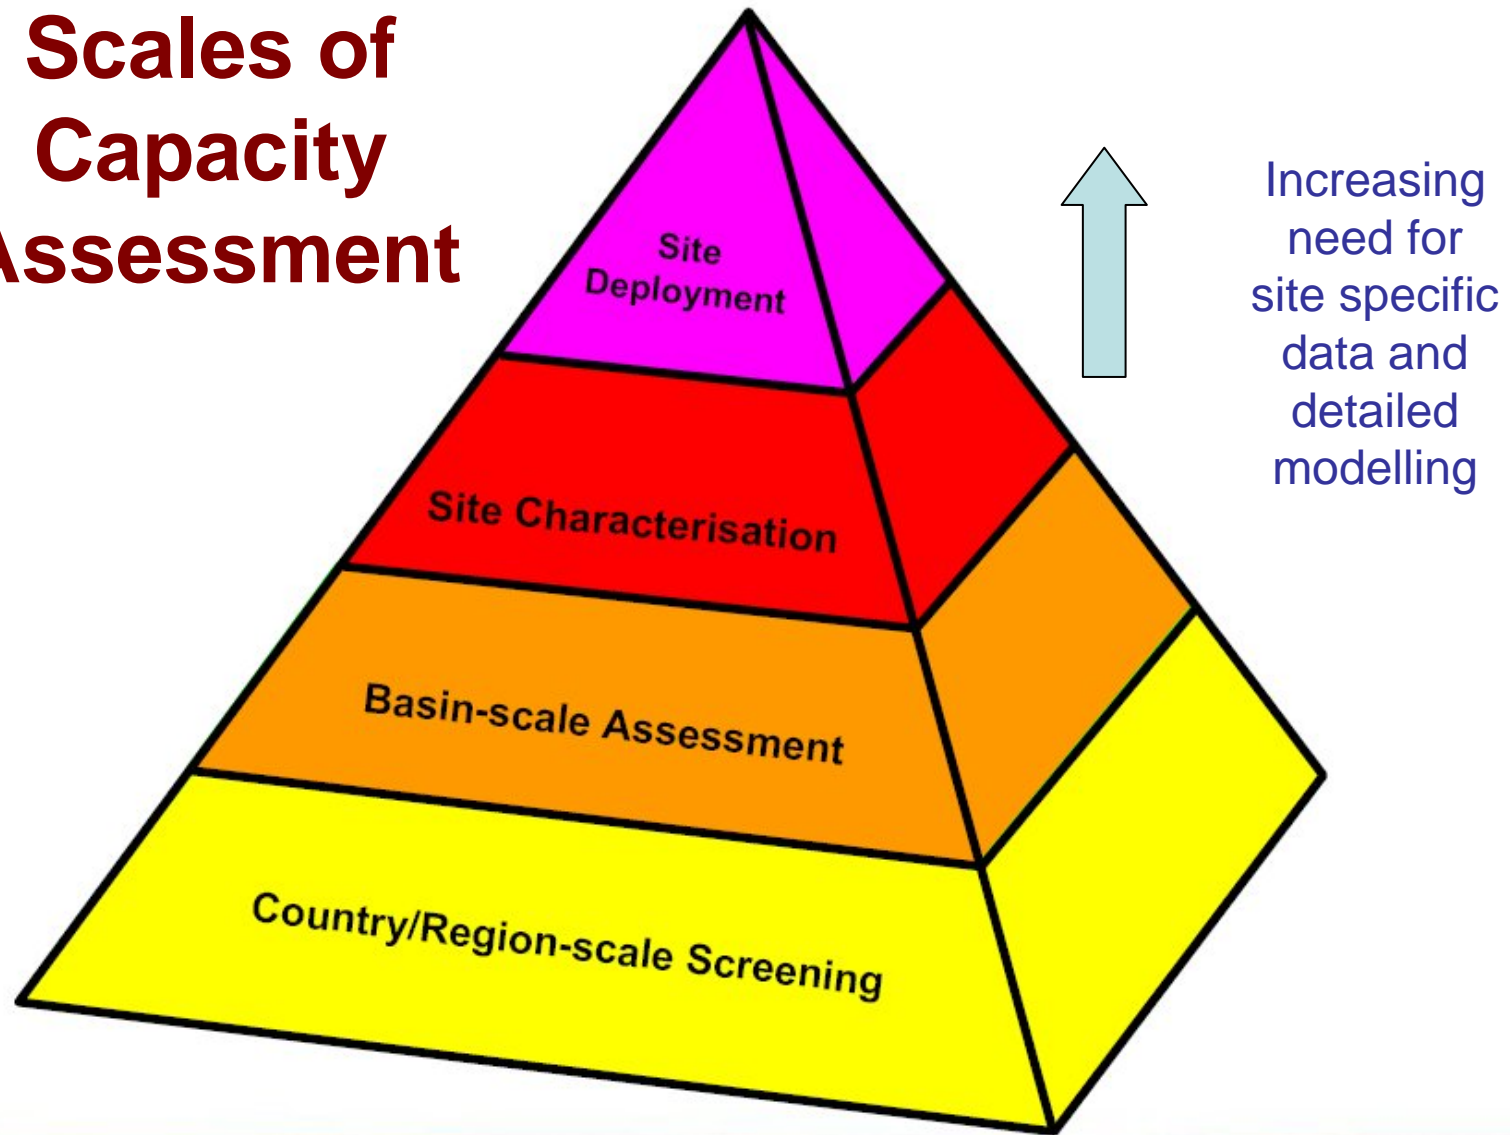 Scales of
Capacity
Assessment
Site
Deployment
Site Characterisation
Basin-scale Assessment
Country/Region-scale Screening
Increasing
need for
site specific
data and
detailed
modelling